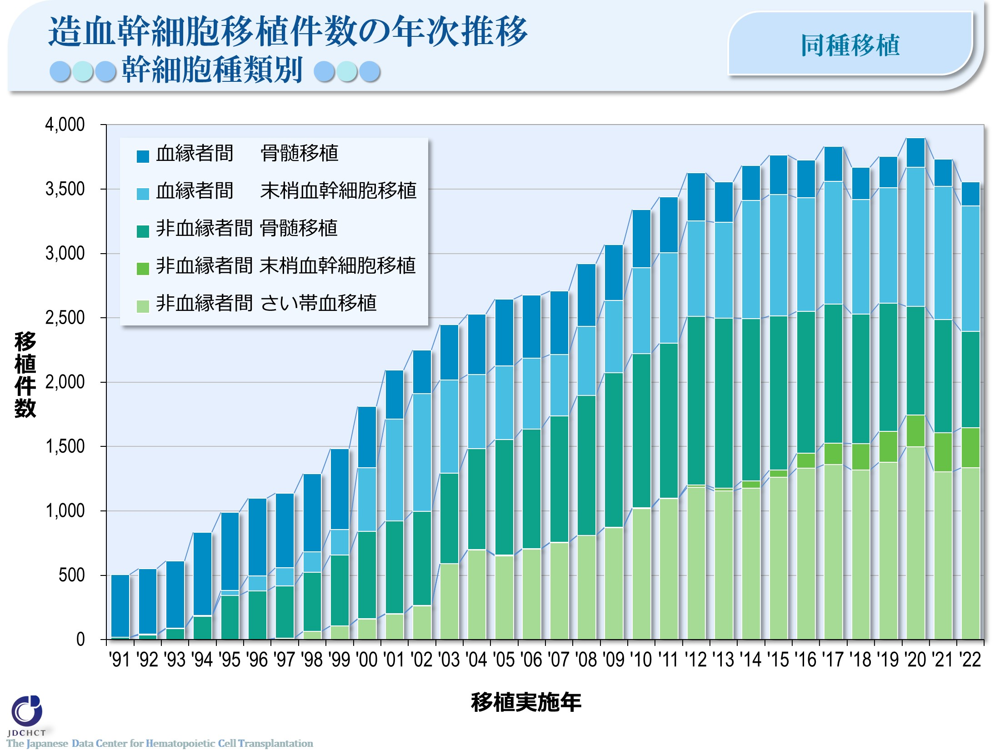 造血幹細胞移植件数の年次推移
幹細胞種類別
同種移植
4,000
3,500
3,000
2,500
2,000
1,500
1,000
500
0
移植件数
血縁者間 骨髄移植
血縁者間 末梢血幹細胞移植
非血縁者間 骨髄移植
非血縁者間 末梢血幹細胞移植
非血縁者間 さい帯血移植
'91 '92 '93 '94 '95 '96 '97 '98 '99 '00 '01 '02 '03 '04 '05 '06 '07 '08 '09 '10 '11 '12 '13 '14 '15 '16 '17 '18 '19 '20 '21 '22
移植実施年
JDCHCT
The Japanese Data Center for Hematopoietic Cell Transplantation